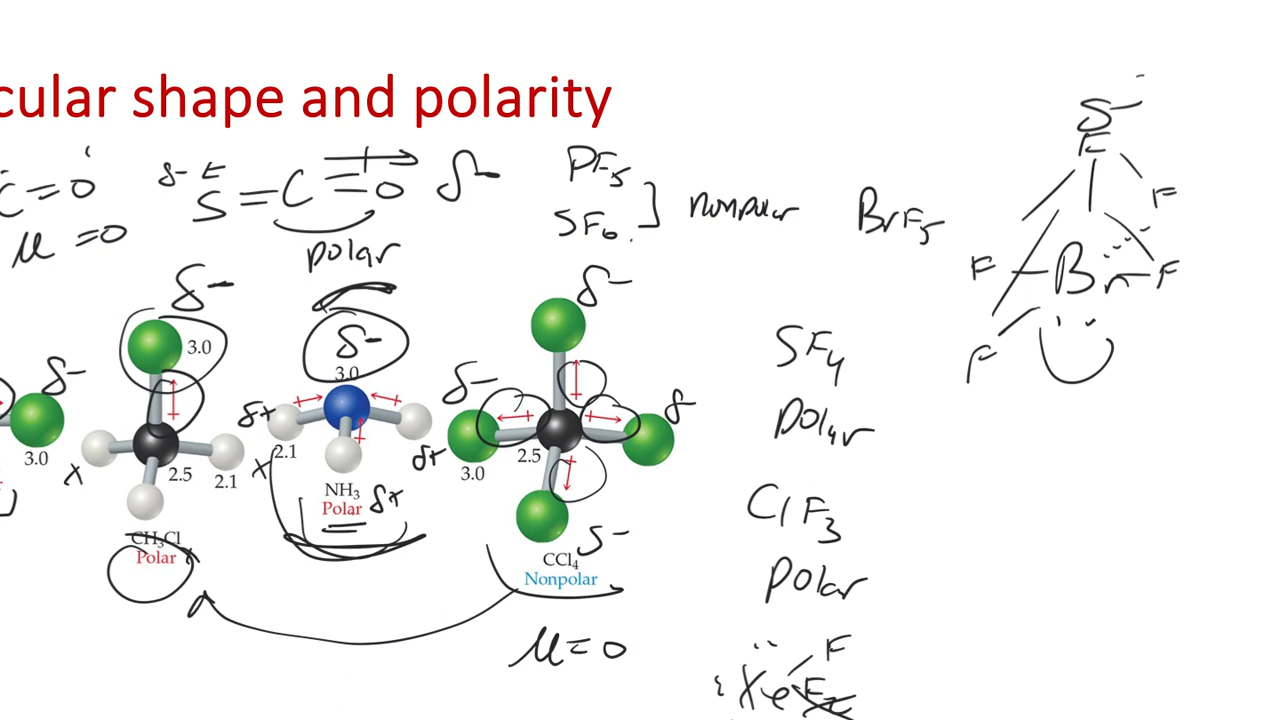 cular shape and polarity
C=O
μ=0
δ- S=C=O δ-
polar
PF5
SF6
nonpolar
BrF5
δ-
F
F
F Br F
F
δ-
3.0
3.0
δ-
X
2.5
2.1
CH3Cl
Polar
δ-
3.0
δ+
2.1
X
δ+
NH3
Polar δ+
δ-
δ-
δ-
3.0
2.5
δ-
CCl4
Nonpolar
μ=0
SF4
Polar
ClF3
Polar
F
Xe